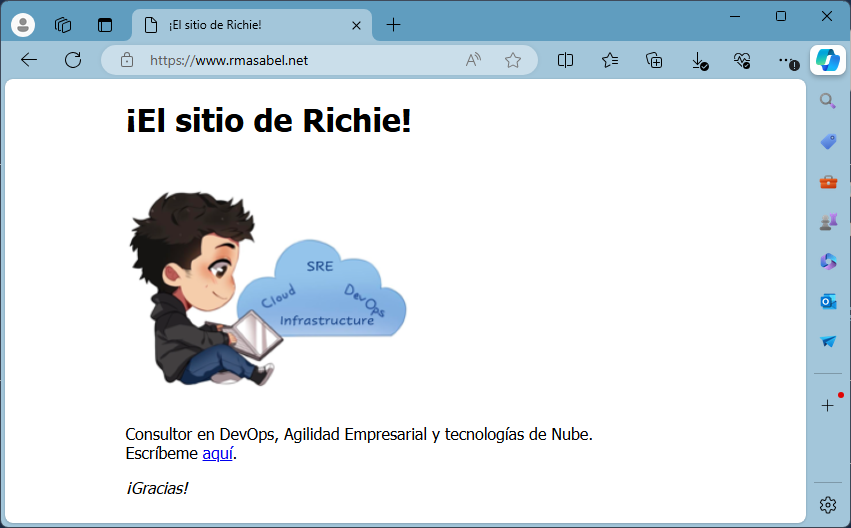 ¡El sitio de Richie!
https://www.rmasabel.net
¡El sitio de Richie!
SRE
Cloud
DevOps
Infrastructure
Consultor en DevOps, Agilidad Empresarial y tecnologías de Nube.
Escríbeme aquí.
¡Gracias!